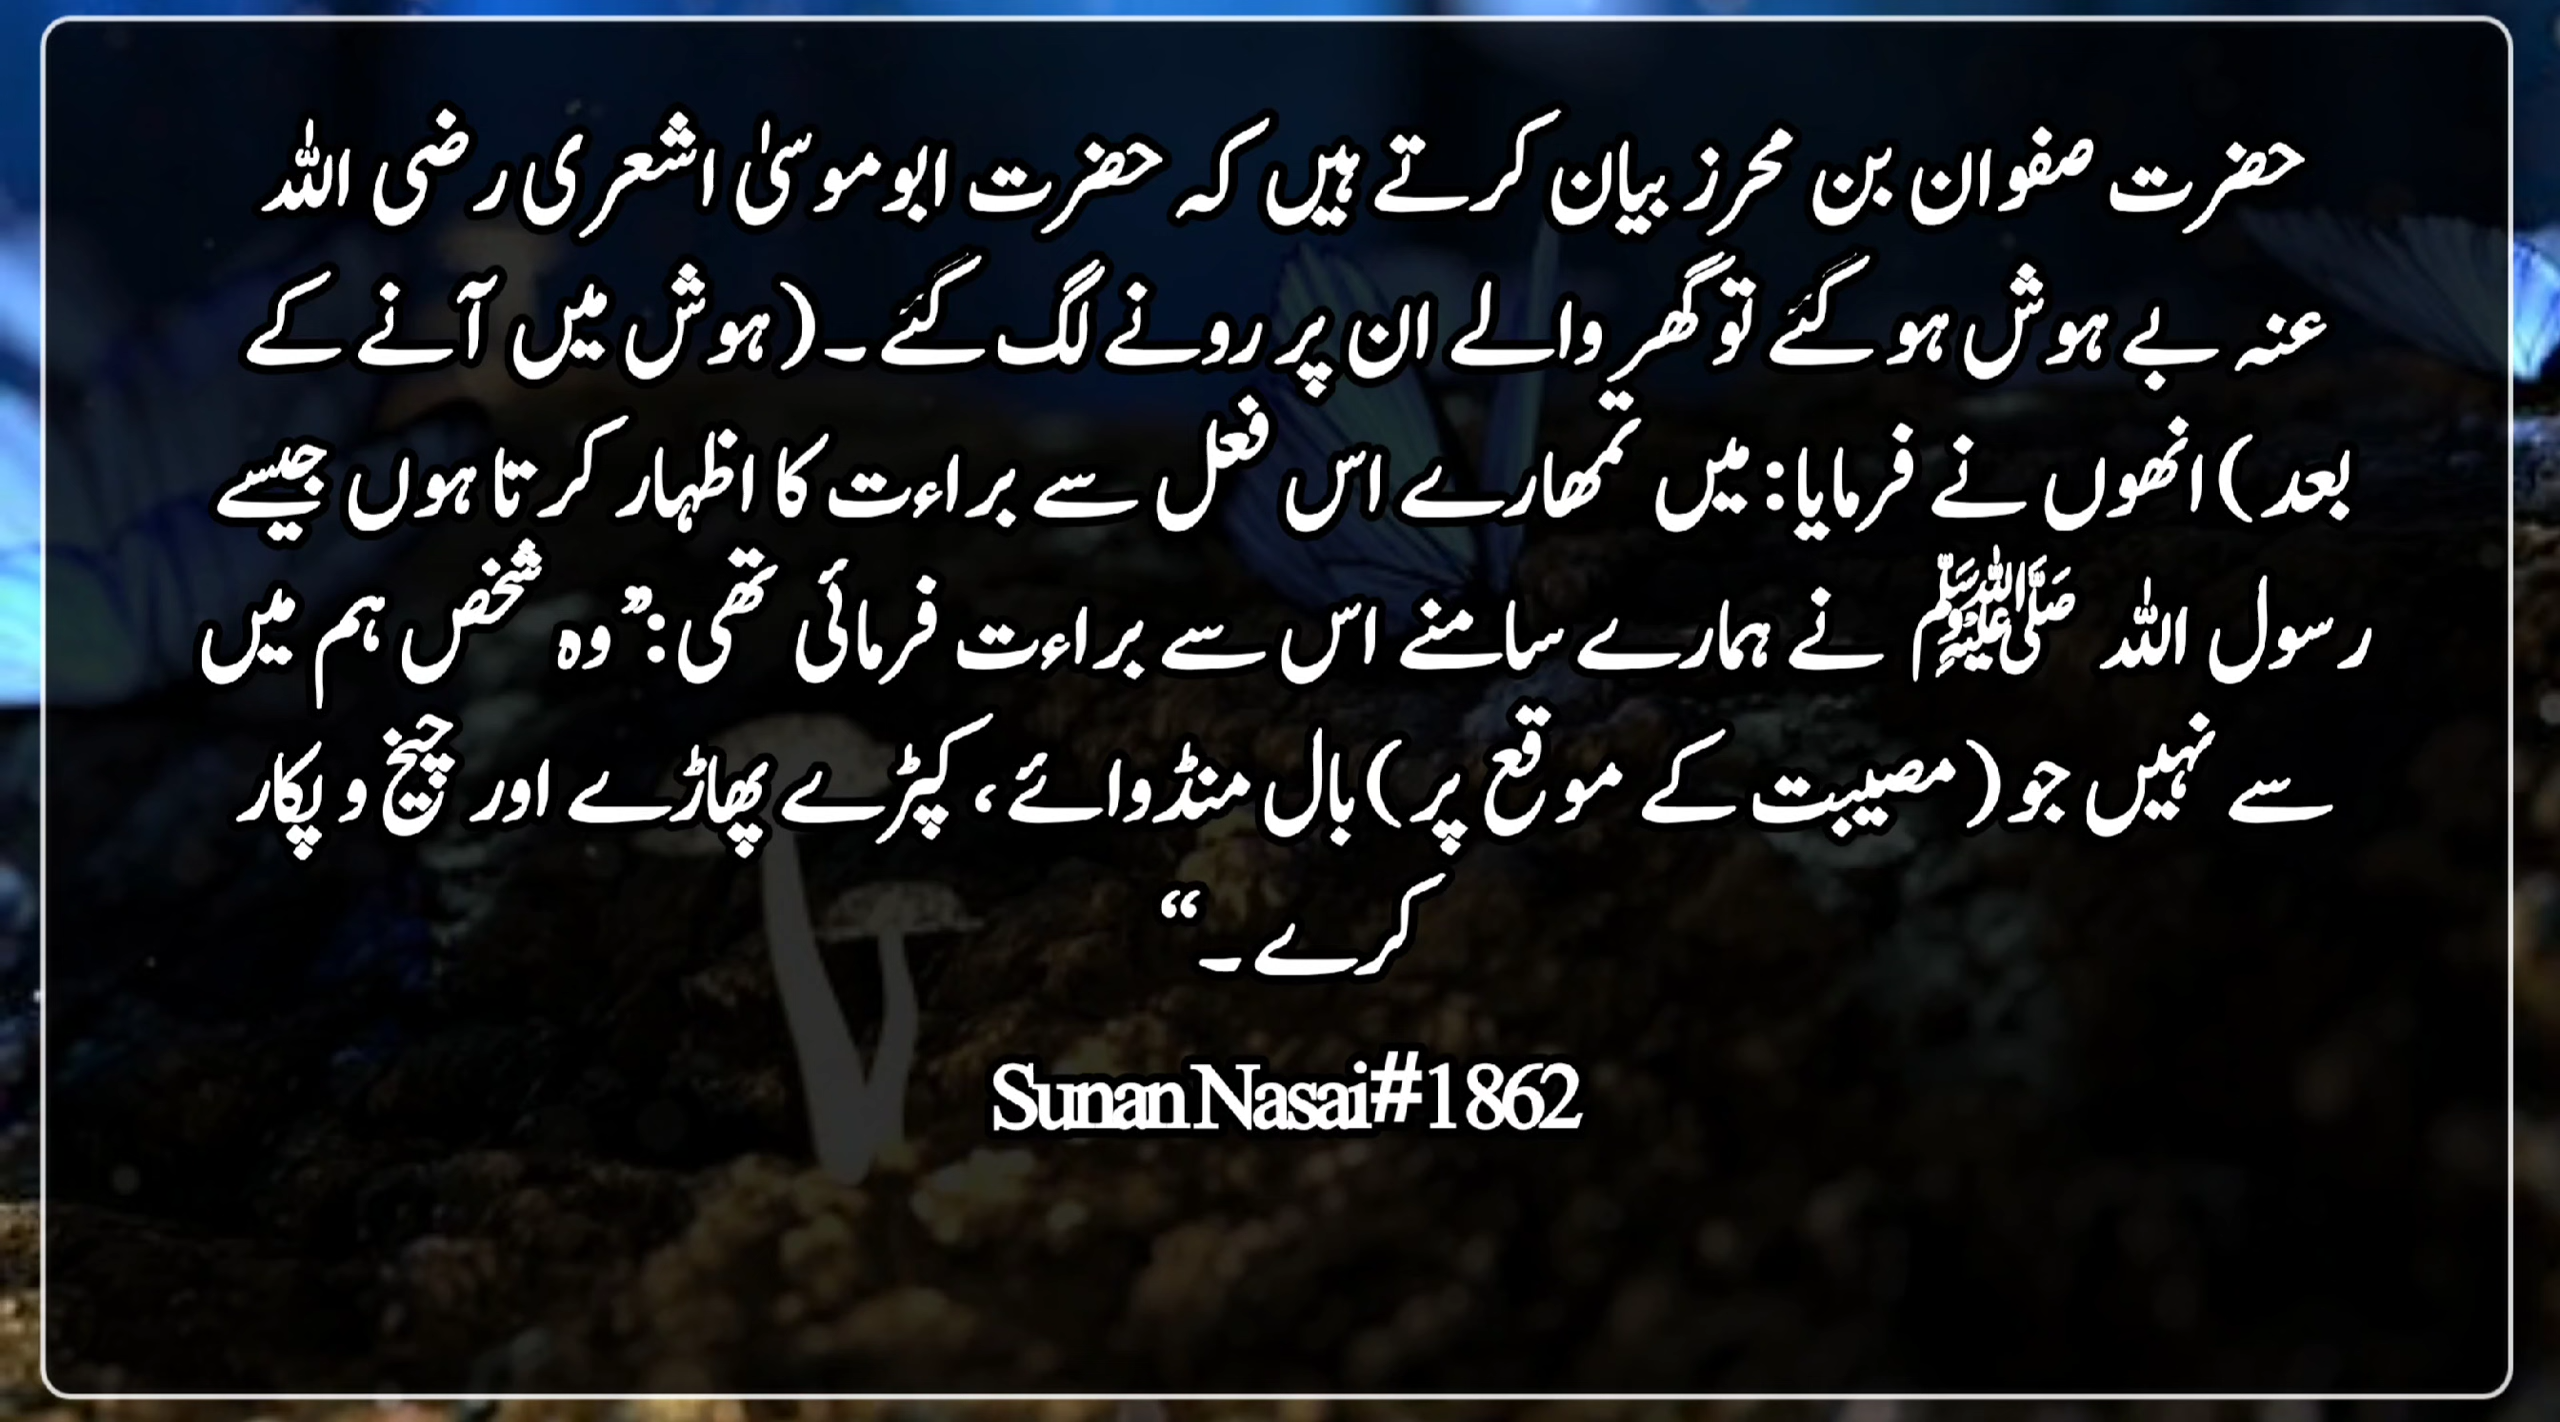 حضرت صفوان بن محرز بیان کرتے ہیں کہ حضرت ابوموسیٰ اشعری رضی اللہ
عنہ بے ہوش ہو گئے تو گھر والے ان پر رونے لگ گئے۔ (ہوش میں آنے کے
بعد) انھوں نے فرمایا: میں تمھارے اس فعل سے براءت کا اظہار کرتا ہوں جیسے
رسول اللہ ﷺ نے ہمارے سامنے اس سے براءت فرمائی تھی: ”وہ شخص ہم میں
سے نہیں جو (مصیبت کے موقع پر) بال منڈوائے، کپڑے پھاڑے اور چیخ و پکار
کرے۔“
Sunan Nasai#1862